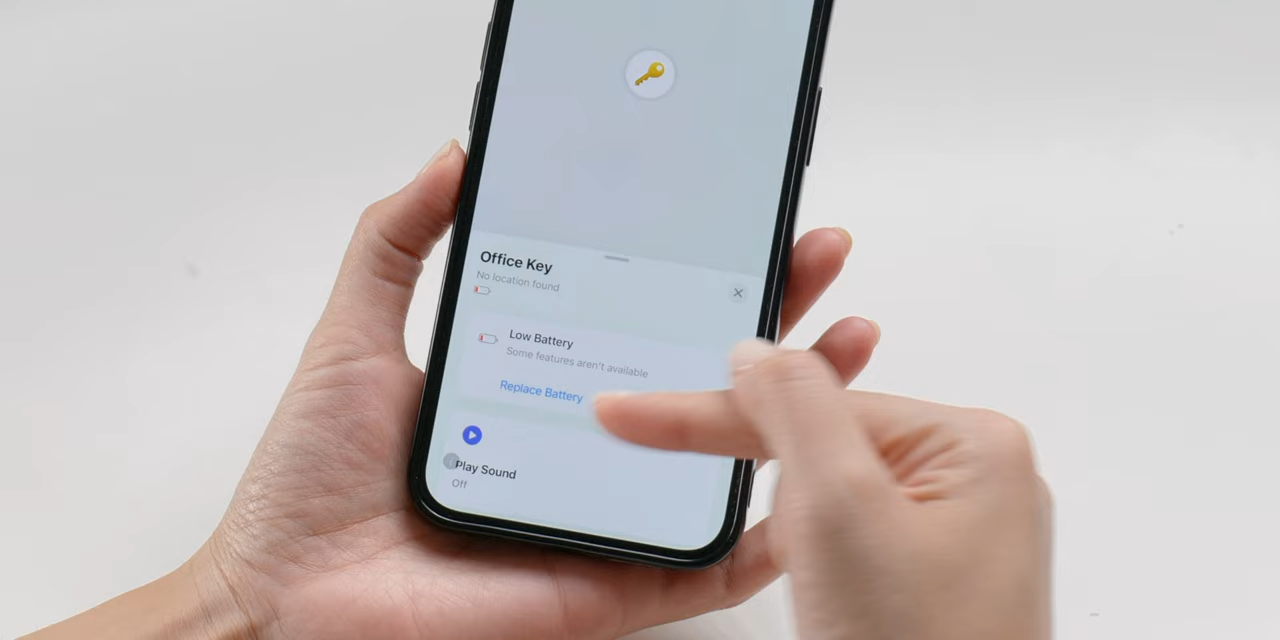 Office Key
No location found
Low Battery
Some features aren't available
Replace Battery
Play Sound
Off